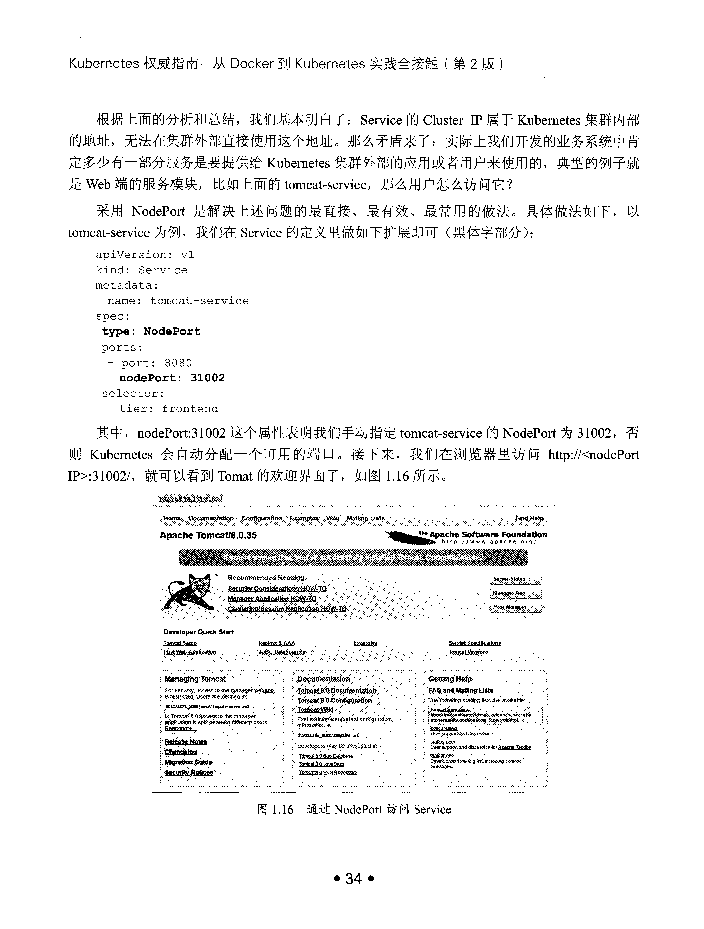 Kubernetes 权威指南：从 Docker 到 Kubernetes 实践全接触（第 2 版）
根据上面的分析和总结，我们基本明白了：Service 的 Cluster IP 属于 Kubernetes 集群内部
的地址，无法在集群外部直接使用这个地址。那么矛盾来了：实际上我们开发的业务系统中肯
定多少有一部分服务是要提供给 Kubernetes 集群外部的应用或者用户来使用的，典型的例子就
是 Web 端的服务模块，比如上面的 tomcat-service，那么用户怎么访问它？
采用 NodePort 是解决上述问题的最直接、最有效、最常用的做法。具体做法如下，以
tomcat-service 为例，我们在 Service 的定义里做如下扩展即可（黑体字部分）：
apiVersion: v1
kind: Service
metadata:
name: tomcat-service
spec:
type: NodePort
ports:
- port: 8080
nodePort: 31002
selector:
tier: frontend
其中，nodePort:31002 这个属性表明我们手动指定 tomcat-service 的 NodePort 为 31002，否
则 Kubernetes 会自动分配一个可用的端口。接下来，我们在浏览器里访问 http://<nodePort
IP>:31002/，就可以看到 Tomat 的欢迎界面了，如图 1.16 所示。
Home Documentation Configuration Examples Wiki Mailing Lists Find Help
Apache Tomcat/8.0.35
The Apache Software Foundation
http://www.apache.org/
Recommended Reading:
Security Considerations HOW-TO
Manager Application HOW-TO
Clustering/Session Replication HOW-TO
Server Status
Manager App
Host Manager
Developer Quick Start
Tomcat Setup
Realms & AAA
Examples
Servlet Specifications
First Web Application
Tomcat Versions
Managing Tomcat
Documentation
Getting Help
Tomcat 8.0 Documentation
FAQ and Mailing Lists
Tomcat 8.0 Configuration
Tomcat Wiki
Release Notes
Changelog
Migration Guide
Security Notices
图 1.16 通过 NodePort 访问 Service
• 34 •